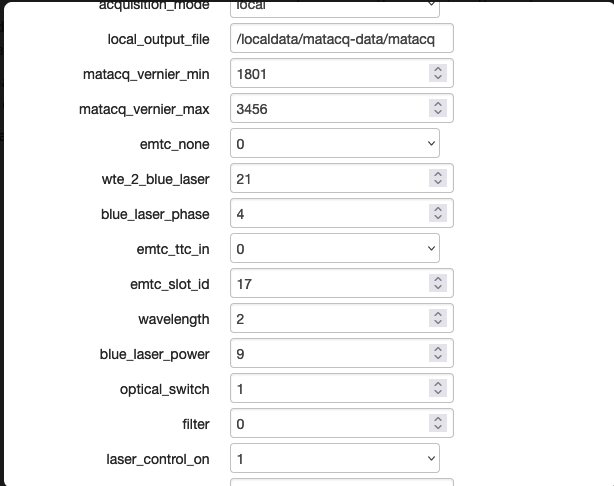 acquisition_mode local
local_output_file /localdata/matacq-data/matacq
matacq_vernier_min 1801
matacq_vernier_max 3456
emtc_none 0
wte_2_blue_laser 21
blue_laser_phase 4
emtc_ttc_in 0
emtc_slot_id 17
wavelength 2
blue_laser_power 9
optical_switch 1
filter 0
laser_control_on 1